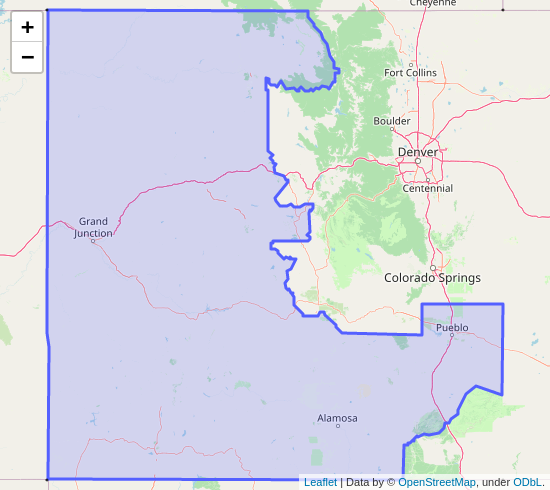 Cheyenne
+
−
Fort Collins
Boulder
Denver
Centennial
Grand
Junction
Colorado Springs
Pueblo
Alamosa
Leaflet | Data by © OpenStreetMap, under ODbL.